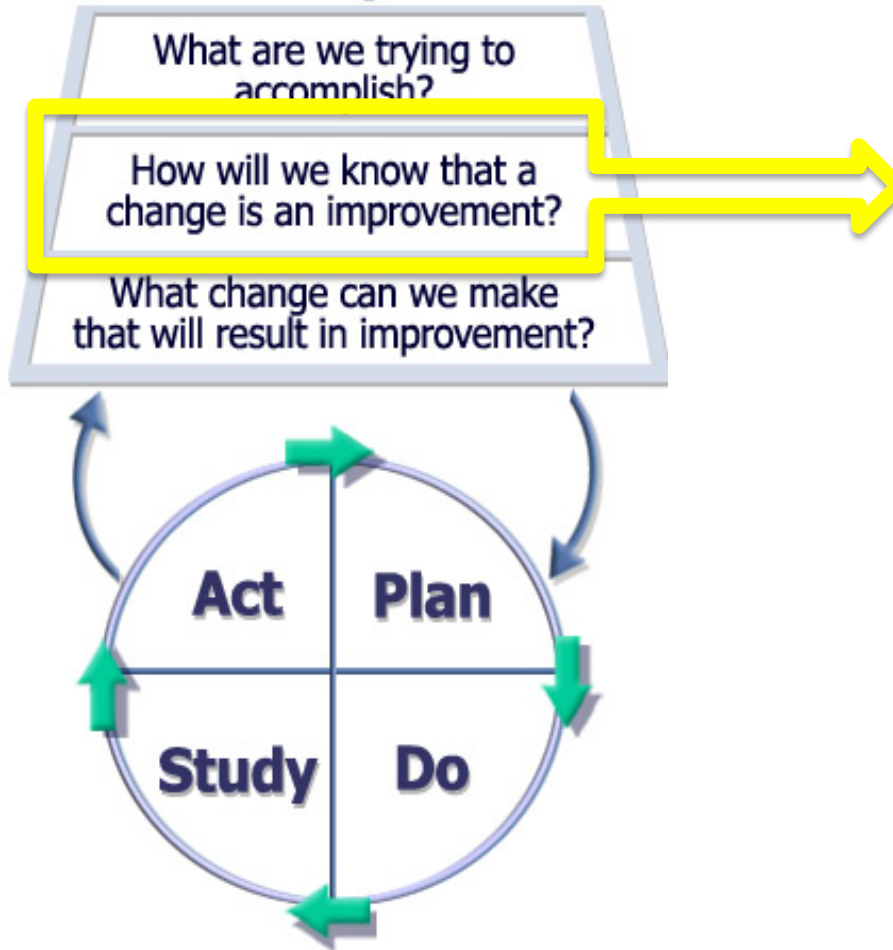 What are we trying to
accomplish?
How will we know that a
change is an improvement?
What change can we make
that will result in improvement?
Act
Plan
Study
Do